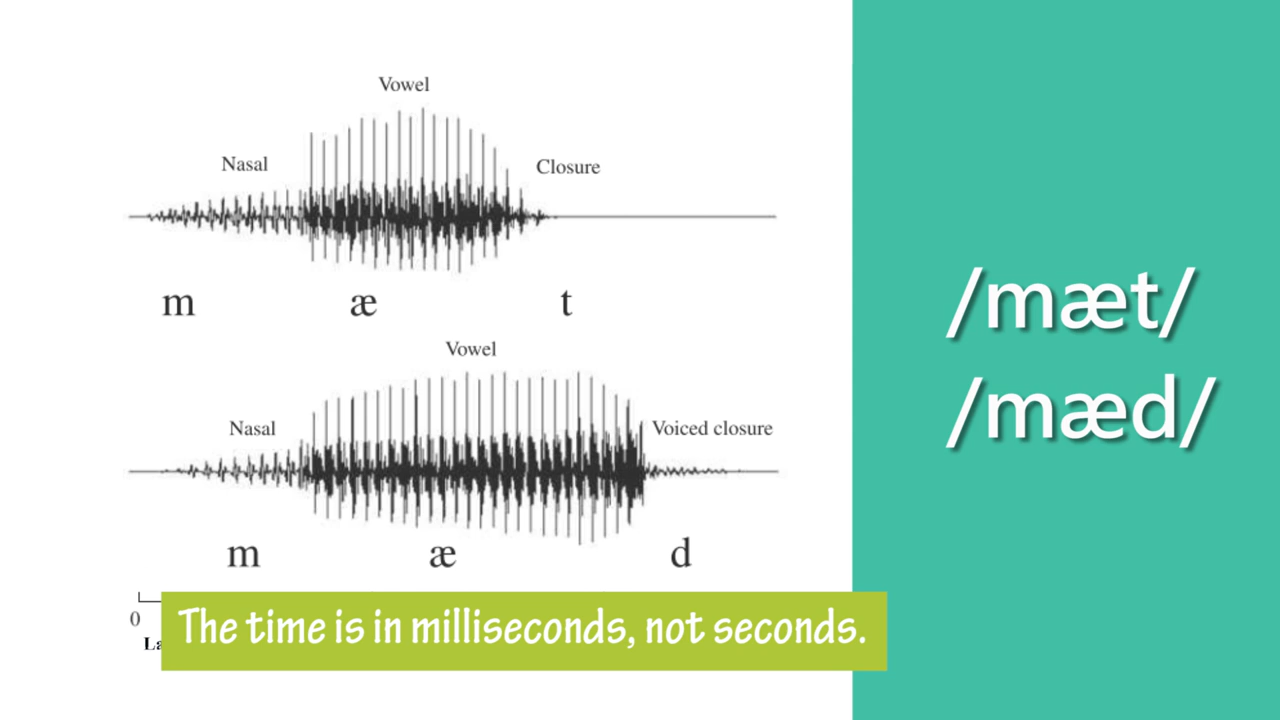 Vowel
Nasal
Closure
m æ t
Vowel
Nasal
Voiced closure
m æ d
0
The time is in milliseconds, not seconds.
/mæt/
/mæd/